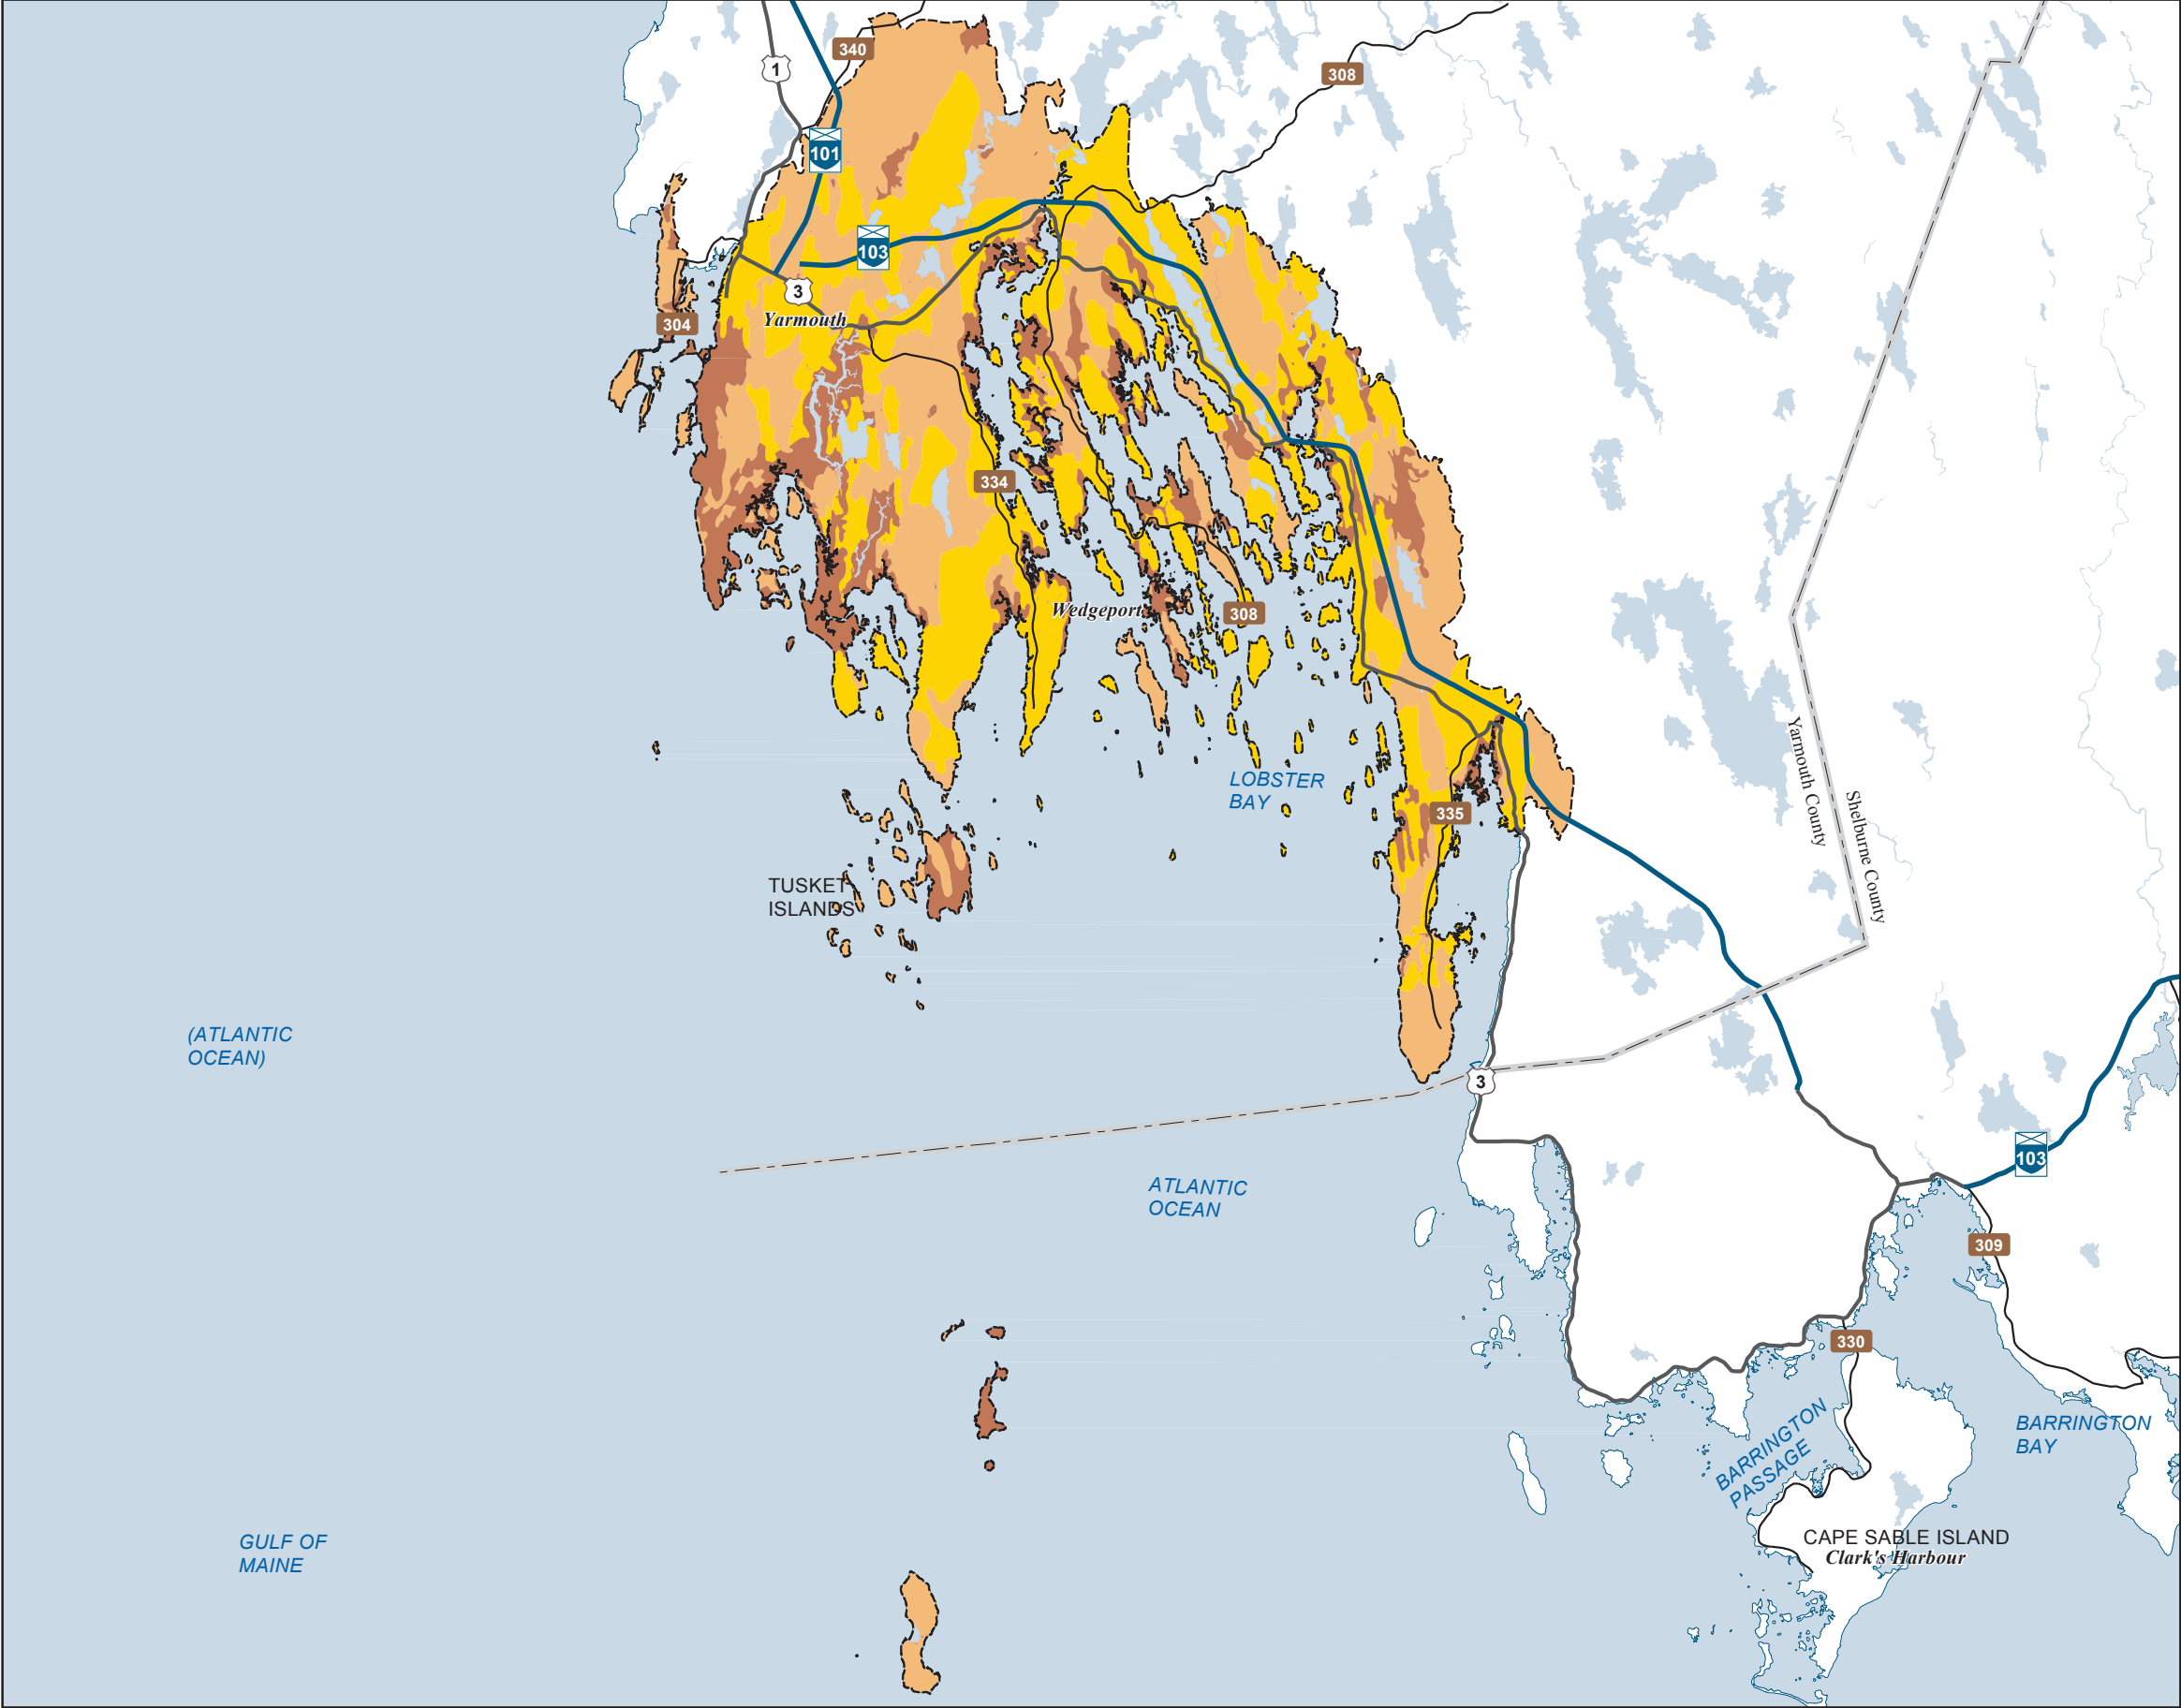 340
1
308
101
103
3
Yarmouth
304
334
Wedgeport
308
LOBSTER
BAY
335
Yarmouth County
Shelburne County
TUSKET
ISLANDS
(ATLANTIC
OCEAN)
3
103
ATLANTIC
OCEAN
309
330
BARRINGTON
PASSAGE
BARRINGTON
BAY
GULF OF
MAINE
CAPE SABLE ISLAND
Clark's Harbour